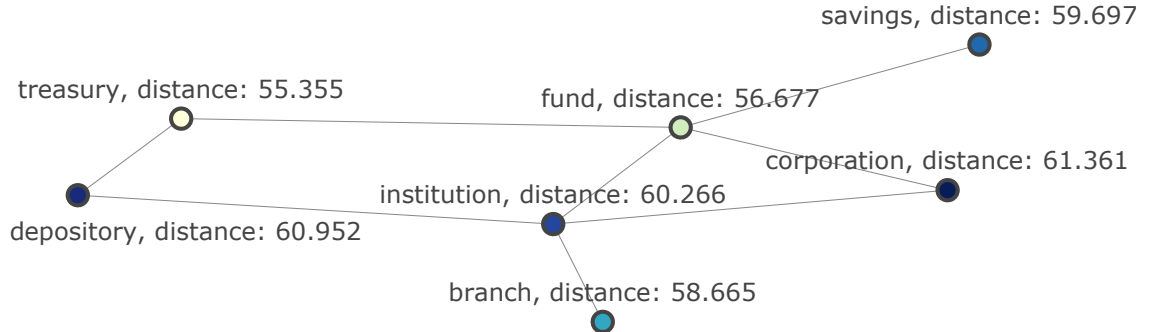 savings, distance: 59.697
treasury, distance: 55.355
fund, distance: 56.677
corporation, distance: 61.361
institution, distance: 60.266
depository, distance: 60.952
branch, distance: 58.665